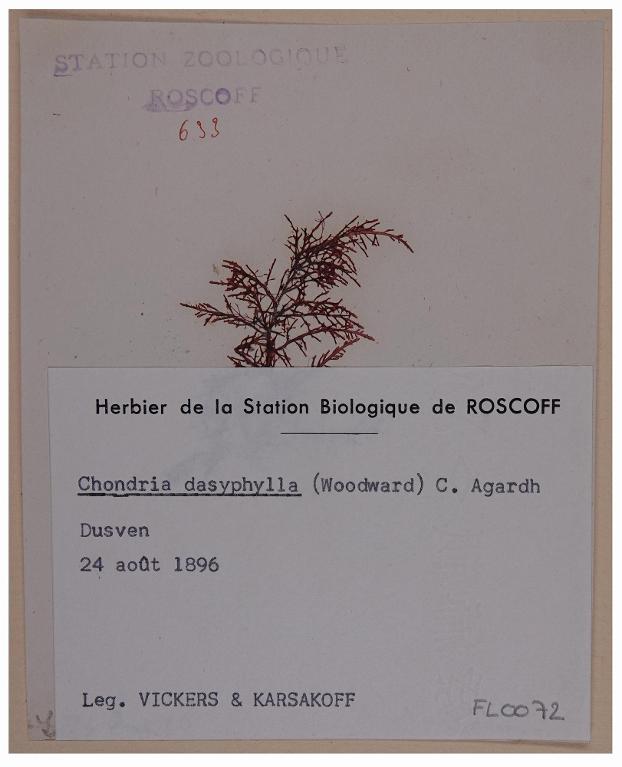 STATION ZOOLOGIQUE
ROSCOFF
633
Herbier de la Station Biologique de ROSCOFF
Chondria dasyphylla (Woodward) C. Agardh
Dusven
24 août 1896
Leg. VICKERS & KARSAKOFF
FL0072